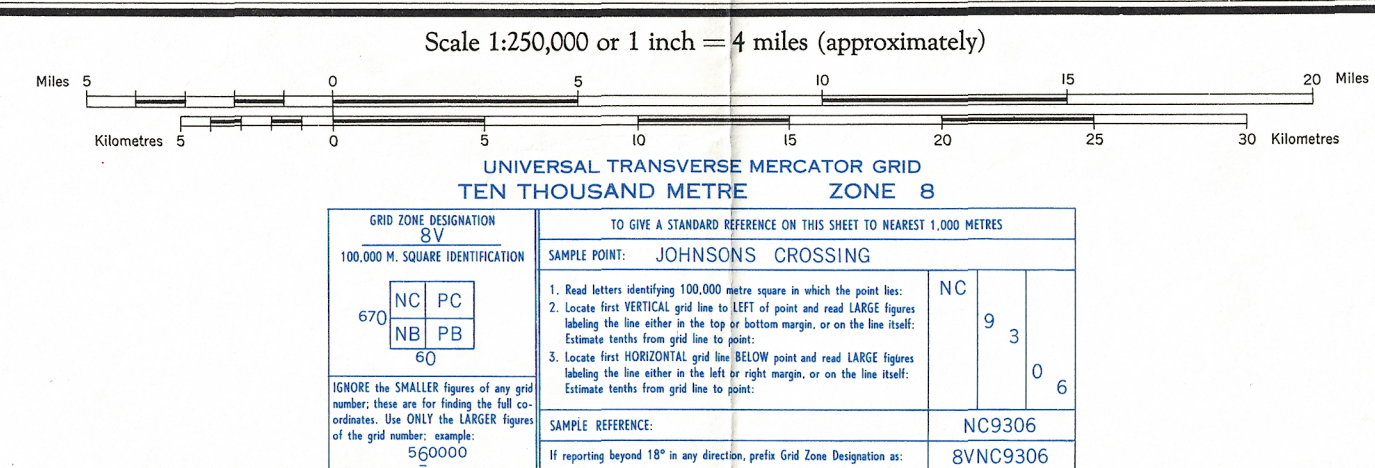 Scale 1:250,000 or 1 inch = 4 miles (approximately)
Miles 5 0 5 10 15 20 Miles
Kilometres 5 0 5 10 15 20 25 30 Kilometres
UNIVERSAL TRANSVERSE MERCATOR GRID
TEN THOUSAND METRE ZONE 8
GRID ZONE DESIGNATION
8V
100,000 M. SQUARE IDENTIFICATION
NC PC
670
NB PB
60
IGNORE the SMALLER figures of any grid
number; these are for finding the full co-
ordinates. Use ONLY the LARGER figures
of the grid number; example:
560000
TO GIVE A STANDARD REFERENCE ON THIS SHEET TO NEAREST 1,000 METRES
SAMPLE POINT: JOHNSONS CROSSING
1. Read letters identifying 100,000 metre square in which the point lies: NC
2. Locate first VERTICAL grid line to LEFT of point and read LARGE figures
labeling the line either in the top or bottom margin, or on the line itself: 9
Estimate tenths from grid line to point: 3
3. Locate first HORIZONTAL grid line BELOW point and read LARGE figures
labeling the line either in the left or right margin, or on the line itself: 0
Estimate tenths from grid line to point: 6
SAMPLE REFERENCE: NC9306
If reporting beyond 18° in any direction, prefix Grid Zone Designation as: 8VNC9306